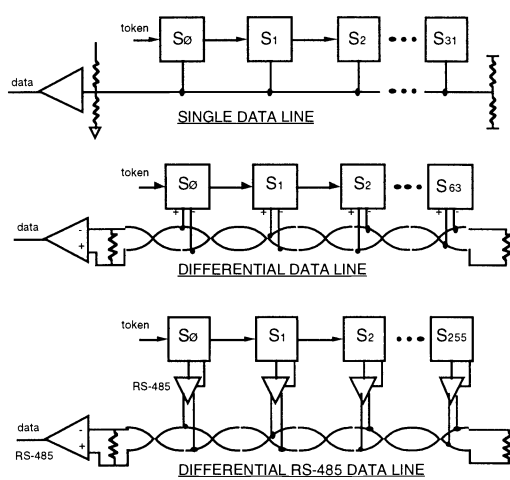 token SØ S1 S2 ••• S31
data
•••
SINGLE DATA LINE
token SØ S1 S2 ••• S63
+ - + - + - + -
data - +
•••
DIFFERENTIAL DATA LINE
token SØ S1 S2 ••• S255
RS-485
data - +
RS-485
•••
DIFFERENTIAL RS-485 DATA LINE